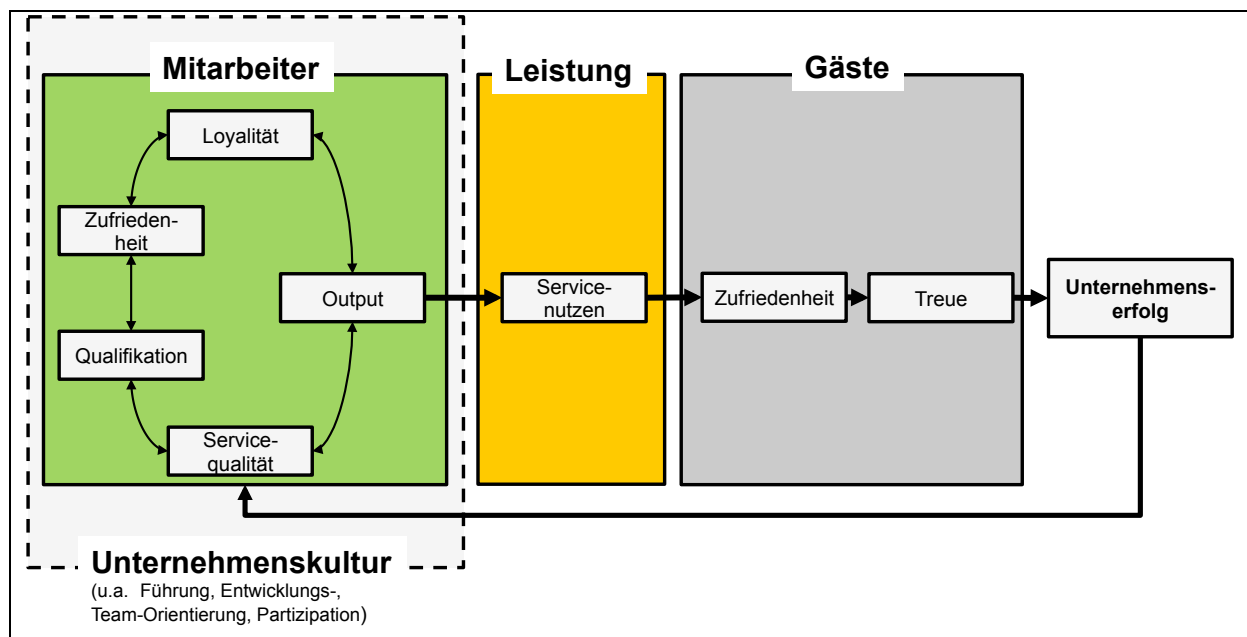 Mitarbeiter
Loyalität
Zufrieden-
heit
Output
Qualifikation
Service-
qualität
Unternehmenskultur
(u.a. Führung, Entwicklungs-,
Team-Orientierung, Partizipation)
Leistung
Service-
nutzen
Gäste
Zufriedenheit
Treue
Unternehmens-
erfolg